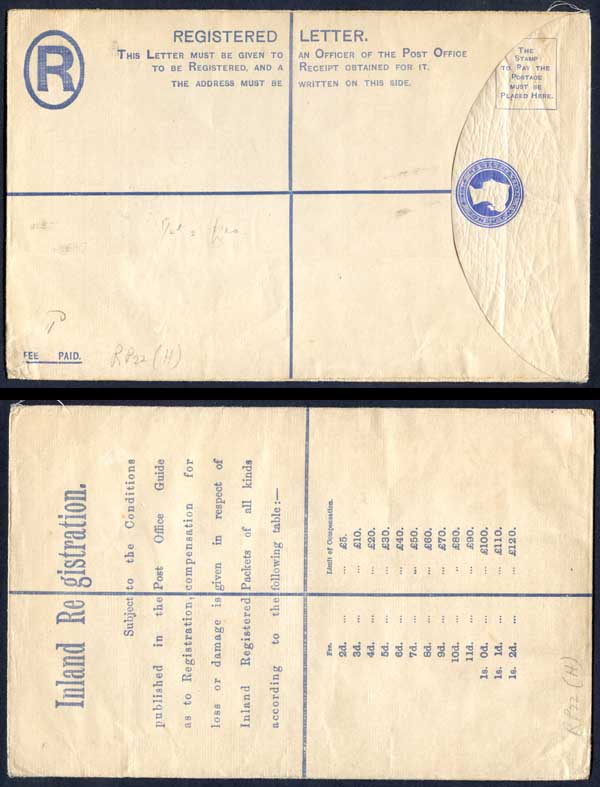 R
REGISTERED LETTER.
THIS LETTER MUST BE GIVEN TO AN OFFICER OF THE POST OFFICE
TO BE REGISTERED, AND A RECEIPT OBTAINED FOR IT.
THE ADDRESS MUST BE WRITTEN ON THIS SIDE.
THE
STAMP
TO PAY THE
POSTAGE
MUST BE
PLACED HERE.
FEE PAID.
RP22 (H)
Inland Registration.
Subject to the Conditions
published in the Post Office Guide
as to Registration, compensation for
loss or damage is given in respect of
Inland Registered Packets of all kinds
according to the following table:—
Fee. Limit of Compensation.
2d. ... ... £5.
3d. ... ... £10.
4d. ... ... £20.
5d. ... ... £30.
6d. ... ... £40.
7d. ... ... £50.
8d. ... ... £60.
9d. ... ... £70.
10d. ... ... £80.
11d. ... ... £90.
1s. 0d. ... ... £100.
1s. 1d. ... ... £110.
1s. 2d. ... ... £120.
RP22 (H)